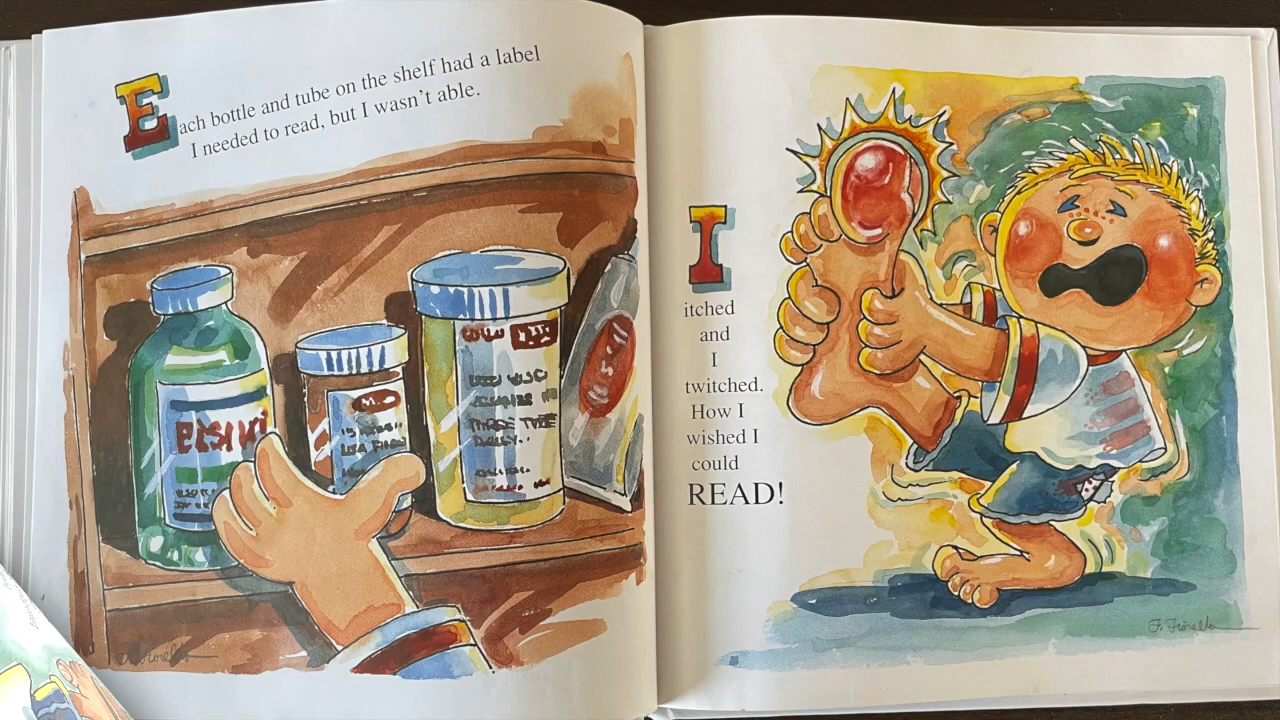 Each bottle and tube on the shelf had a label
I needed to read, but I wasn't able.
I
itched
and
I
twitched.
How I
wished I
could
READ!
F. Fiorello